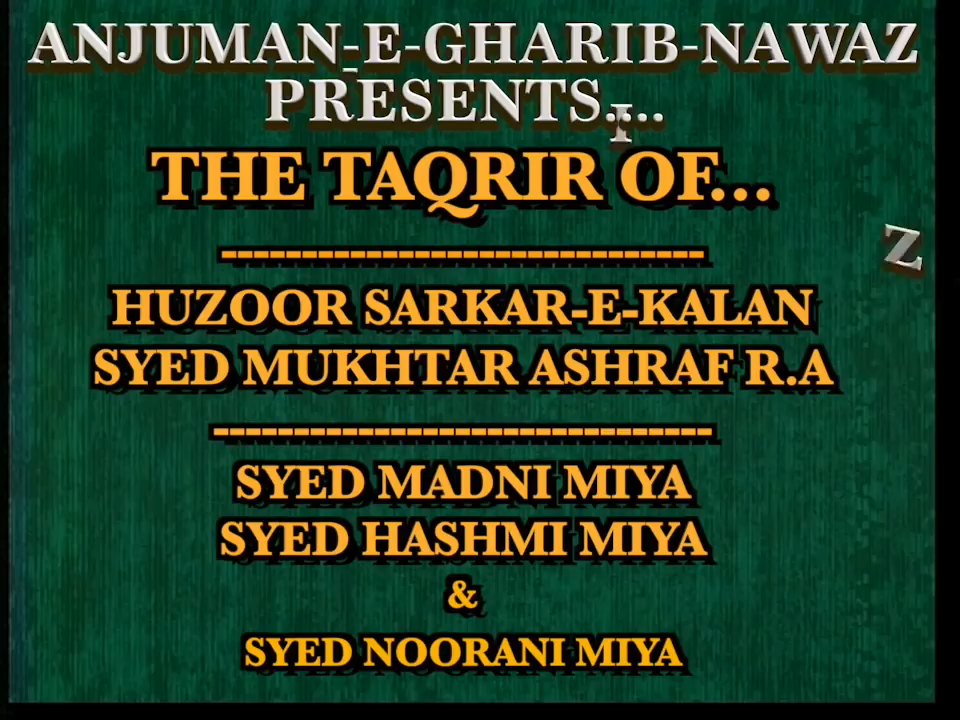 ANJUMAN-E-GHARIB-NAWAZ
PRESENTS....
I
THE TAQRIR OF...
Z
------------------------------
HUZOOR SARKAR-E-KALAN
SYED MUKHTAR ASHRAF R.A
-------------------------------
SYED MADNI MIYA
SYED HASHMI MIYA
&
SYED NOORANI MIYA